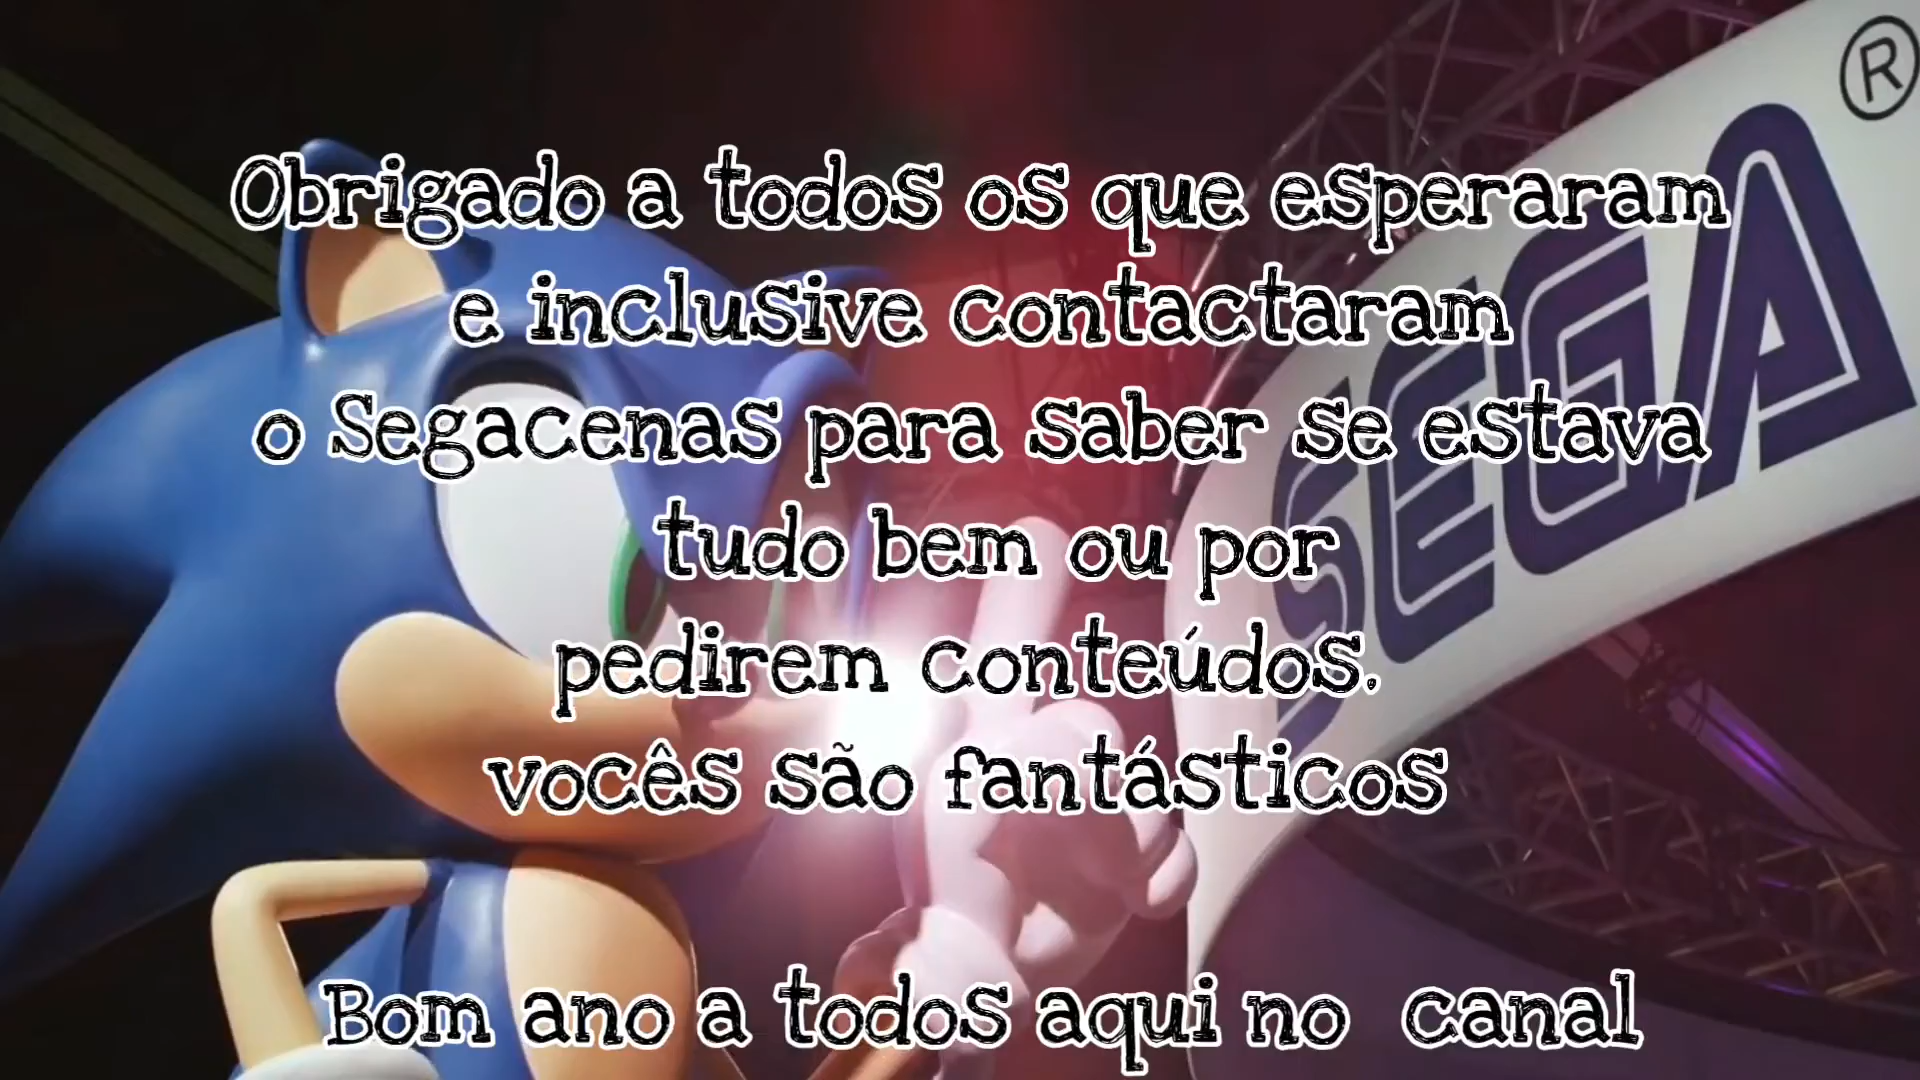 ®
SEGA
Obrigado a todos os que esperaram
e inclusive contactaram
o Segacenas para saber se estava
tudo bem ou por
pedirem conteúdos.
vocês são fantásticos
Bom ano a todos aqui no canal